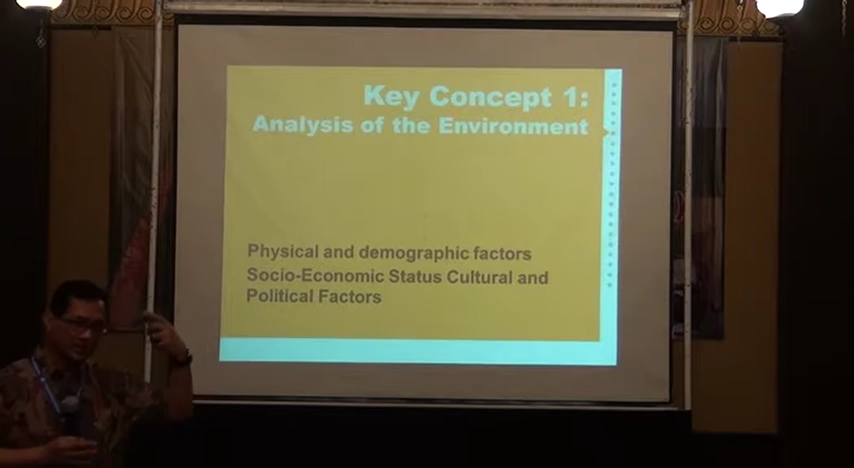 Key Concept 1:
Analysis of the Environment
Physical and demographic factors
Socio-Economic Status Cultural and
Political Factors